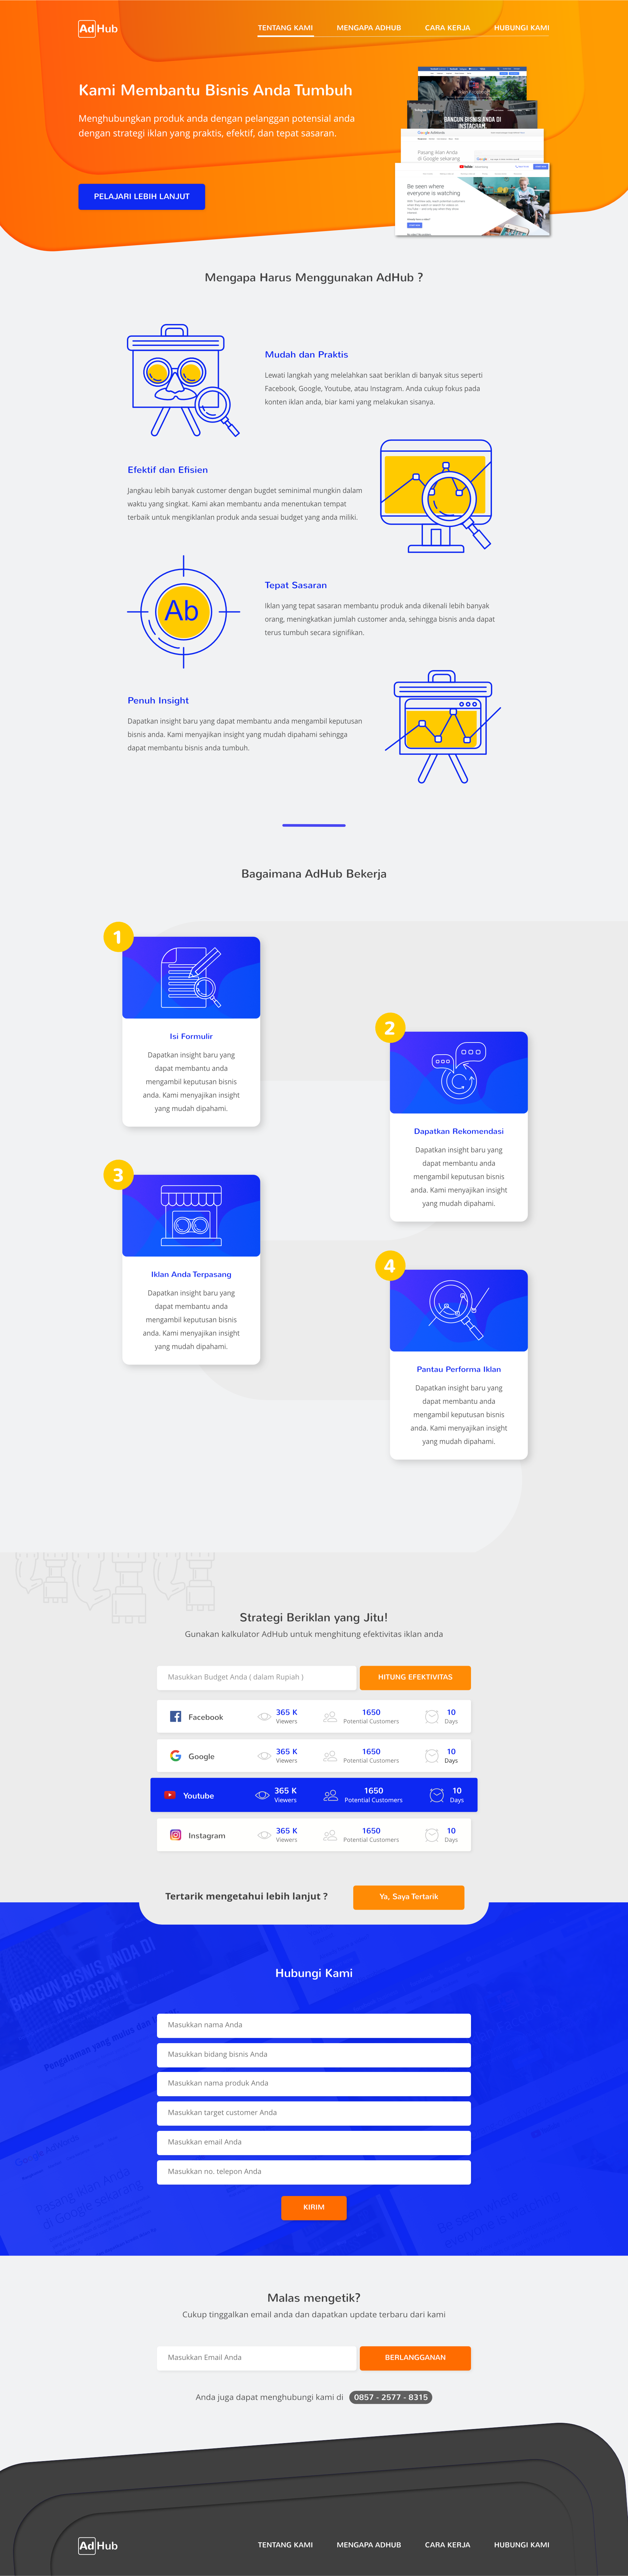 AdHub
TENTANG KAMI MENGAPA ADHUB CARA KERJA HUBUNGI KAMI
Kami Membantu Bisnis Anda Tumbuh
Menghubungkan produk anda dengan pelanggan potensial anda
dengan strategi iklan yang praktis, efektif, dan tepat sasaran.
PELAJARI LEBIH LANJUT
BANGUN BISNIS ANDA DI
INSTAGRAM.
Google AdWords
Pasang iklan Anda
di Google sekarang
Be seen where
everyone is watching
Mengapa Harus Menggunakan AdHub ?
Mudah dan Praktis
Lewati langkah yang melelahkan saat beriklan di banyak situs seperti
Facebook, Google, Youtube, atau Instagram. Anda cukup fokus pada
konten iklan anda, biar kami yang melakukan sisanya.
Efektif dan Efisien
Jangkau lebih banyak customer dengan bugdet seminimal mungkin dalam
waktu yang singkat. Kami akan membantu anda menentukan tempat
terbaik untuk mengiklanlan produk anda sesuai budget yang anda miliki.
Ab
Tepat Sasaran
Iklan yang tepat sasaran membantu produk anda dikenali lebih banyak
orang, meningkatkan jumlah customer anda, sehingga bisnis anda dapat
terus tumbuh secara signifikan.
Penuh Insight
Dapatkan insight baru yang dapat membantu anda mengambil keputusan
bisnis anda. Kami menyajikan insight yang mudah dipahami sehingga
dapat membantu bisnis anda tumbuh.
Bagaimana AdHub Bekerja
1
Isi Formulir
Dapatkan insight baru yang
dapat membantu anda
mengambil keputusan bisnis
anda. Kami menyajikan insight
yang mudah dipahami.
2
Dapatkan Rekomendasi
Dapatkan insight baru yang
dapat membantu anda
mengambil keputusan bisnis
anda. Kami menyajikan insight
yang mudah dipahami.
3
Iklan Anda Terpasang
Dapatkan insight baru yang
dapat membantu anda
mengambil keputusan bisnis
anda. Kami menyajikan insight
yang mudah dipahami.
4
Pantau Performa Iklan
Dapatkan insight baru yang
dapat membantu anda
mengambil keputusan bisnis
anda. Kami menyajikan insight
yang mudah dipahami.
Strategi Beriklan yang Jitu!
Gunakan kalkulator AdHub untuk menghitung efektivitas iklan anda
Masukkan Budget Anda ( dalam Rupiah ) HITUNG EFEKTIVITAS
Facebook 365 K Viewers 1650 Potential Customers 10 Days
Google 365 K Viewers 1650 Potential Customers 10 Days
Youtube 365 K Viewers 1650 Potential Customers 10 Days
Instagram 365 K Viewers 1650 Potential Customers 10 Days
Tertarik mengetahui lebih lanjut ? Ya, Saya Tertarik
BANGUN BISNIS ANDA DI
INSTAGRAM.
Hubungi Kami
Masukkan nama Anda
Masukkan bidang bisnis Anda
Masukkan nama produk Anda
Masukkan target customer Anda
Masukkan email Anda
Masukkan no. telepon Anda
Pasang iklan Anda
di Google sekarang
KIRIM
Malas mengetik?
Cukup tinggalkan email anda dan dapatkan update terbaru dari kami
Masukkan Email Anda BERLANGGANAN
Anda juga dapat menghubungi kami di 0857 - 2577 - 8315
AdHub
TENTANG KAMI MENGAPA ADHUB CARA KERJA HUBUNGI KAMI